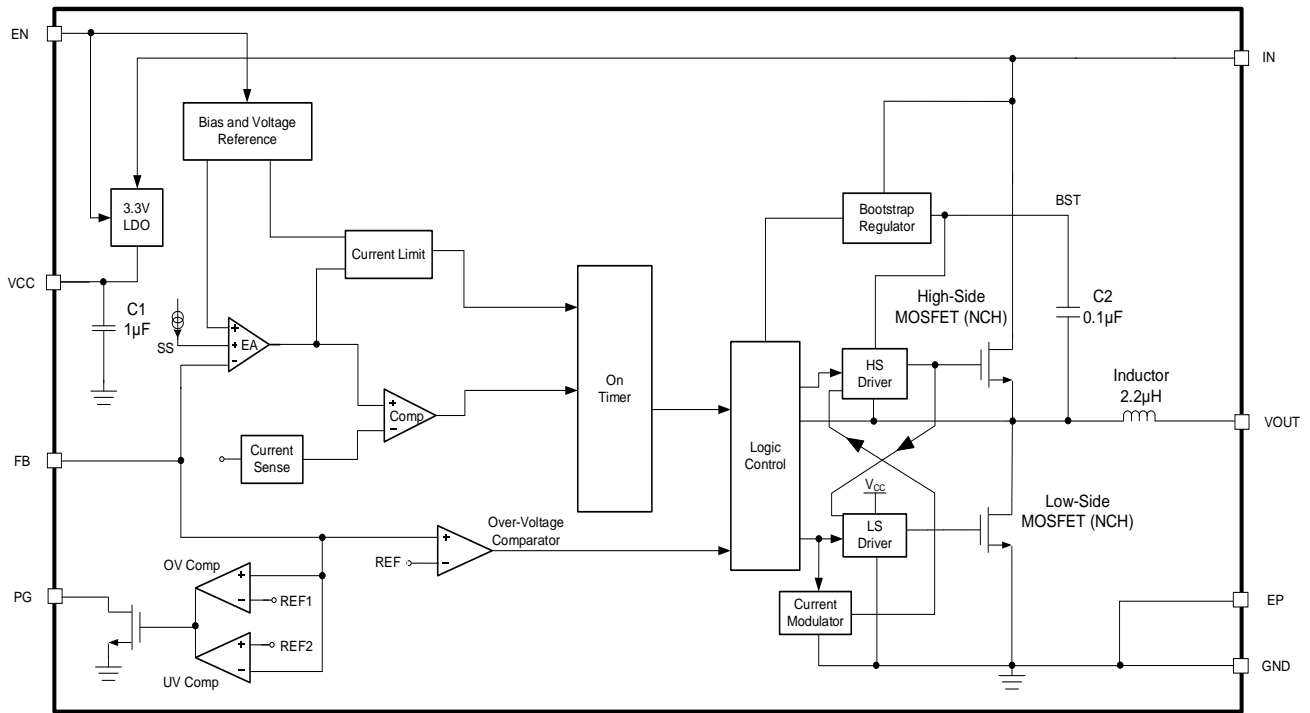 EN
IN
Bias and Voltage
Reference
3.3V
LDO
Bootstrap
Regulator
BST
Current Limit
VCC
C1
1µF
SS
EA
High-Side
MOSFET (NCH)
C2
0.1µF
On
Timer
HS
Driver
Inductor
2.2µH
Comp
VOUT
Current
Sense
FB
Logic
Control
VCC
Low-Side
MOSFET (NCH)
LS
Driver
Over-Voltage
Comparator
REF
OV Comp
REF1
PG
REF2
UV Comp
Current
Modulator
EP
GND